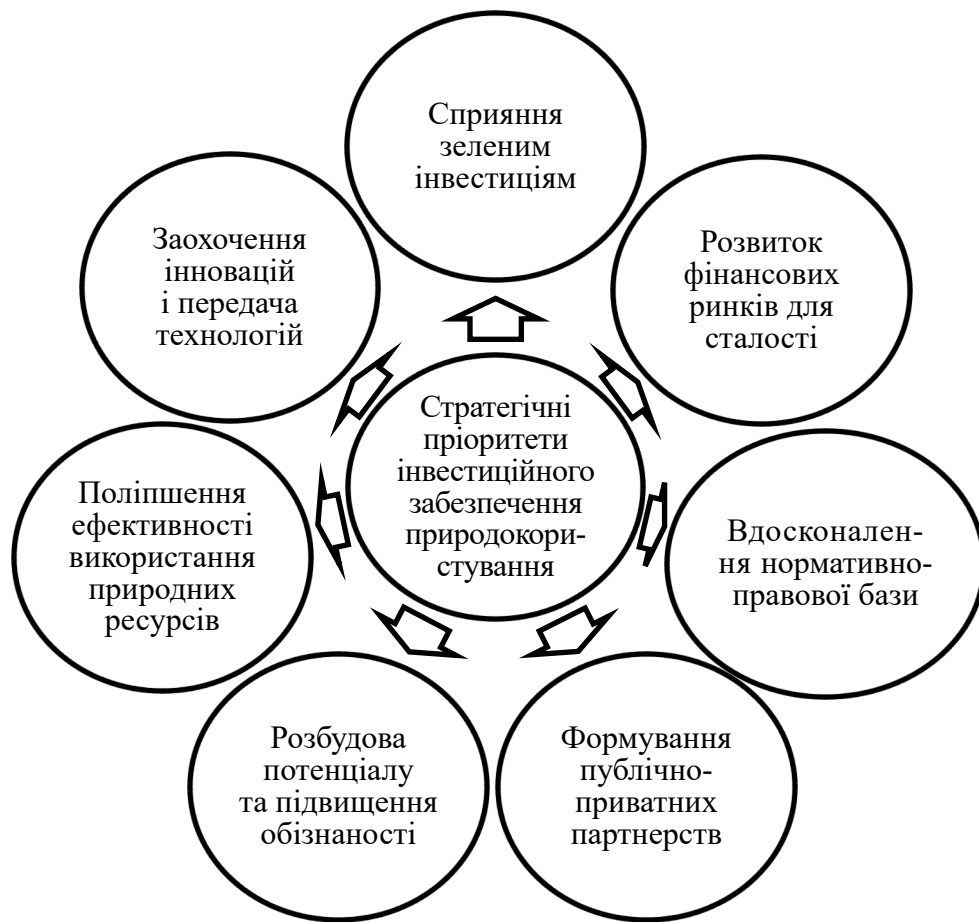 Сприяння
зеленим
інвестиціям
Розвиток
фінансових
ринків для
сталості
Вдосконален-
ня нормативно-
правової бази
Формування
публічно-
приватних
партнерств
Розбудова
потенціалу
та підвищення
обізнаності
Поліпшення
ефективності
використання
природних
ресурсів
Заохочення
інновацій
і передача
технологій
Стратегічні
пріоритети
інвестиційного
забезпечення
природокори-
стування